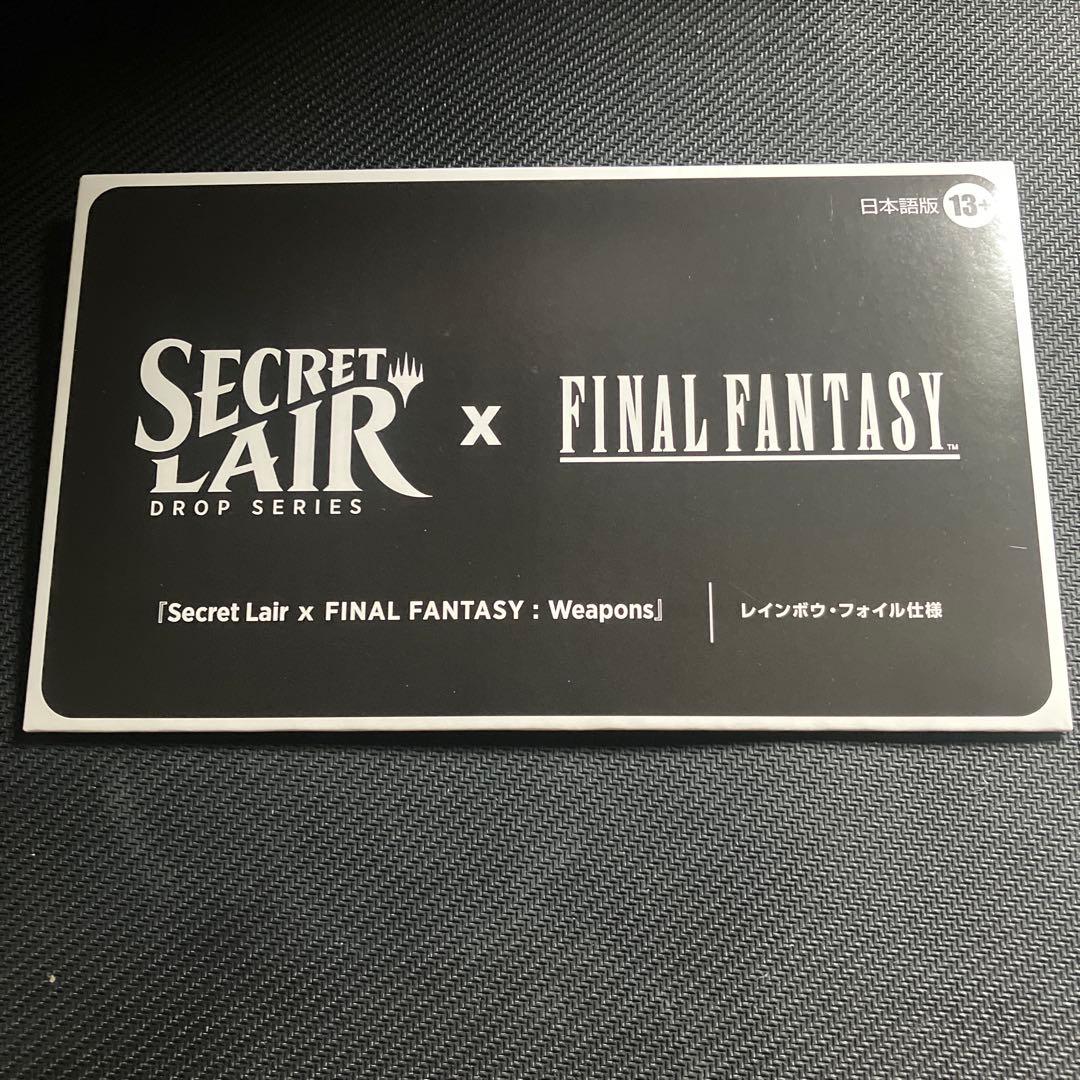 日本語版 13+
SECRET
LAIR
DROP SERIES
x
FINAL FANTASY™
『Secret Lair x FINAL FANTASY : Weapons』
レインボウ・フォイル仕様